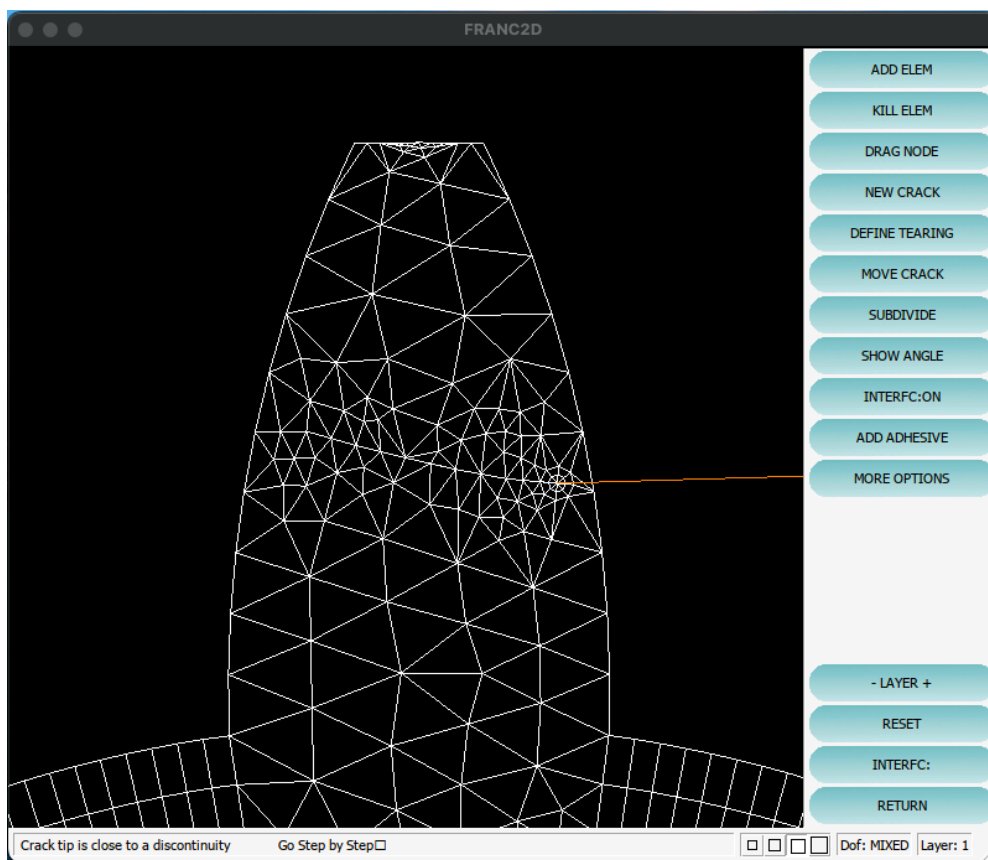 FRANC2D
ADD ELEM
KILL ELEM
DRAG NODE
NEW CRACK
DEFINE TEARING
MOVE CRACK
SUBDIVIDE
SHOW ANGLE
INTERFC:ON
ADD ADHESIVE
MORE OPTIONS
- LAYER +
RESET
INTERFC:
RETURN
Crack tip is close to a discontinuity Go Step by Step□ Dof: MIXED Layer: 1